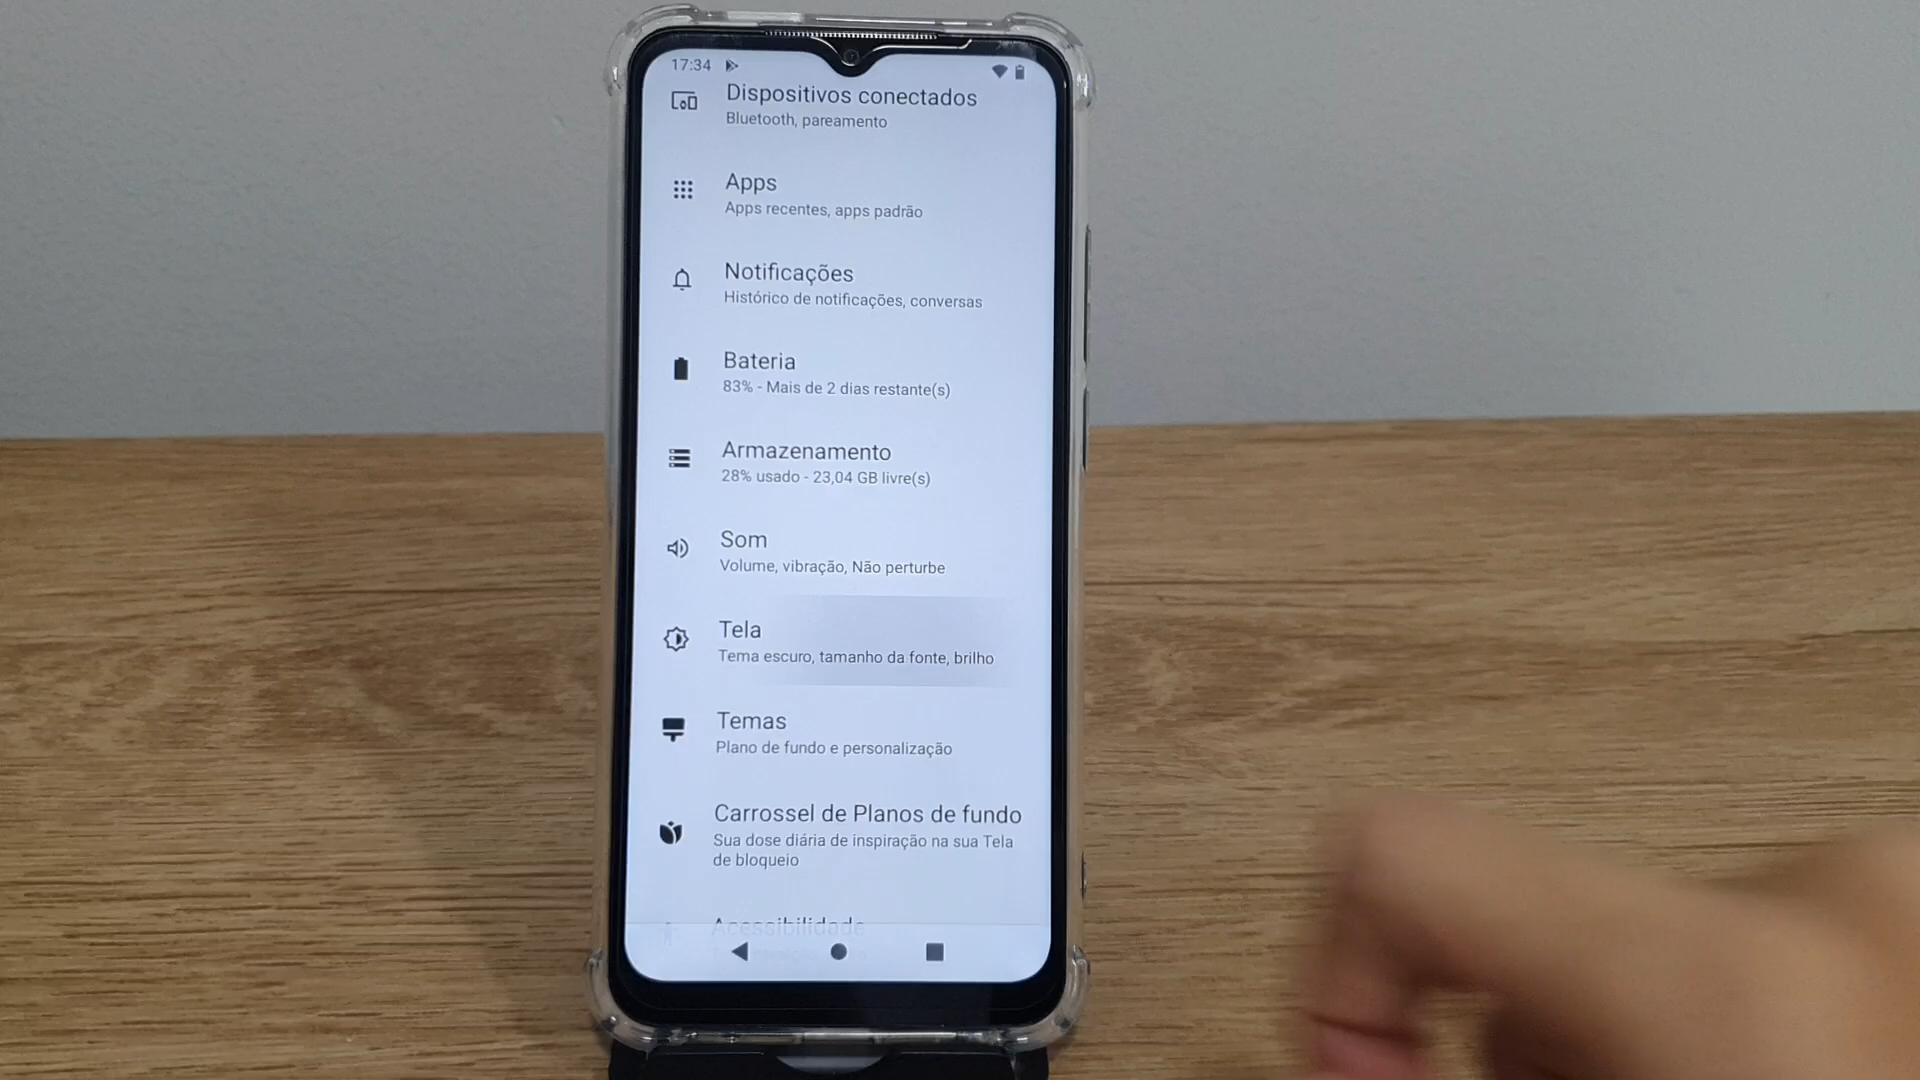 17:34
Dispositivos conectados
Bluetooth, pareamento
Apps
Apps recentes, apps padrão
Notificações
Histórico de notificações, conversas
Bateria
83% - Mais de 2 dias restante(s)
Armazenamento
28% usado - 23,04 GB livre(s)
Som
Volume, vibração, Não perturbe
Tela
Tema escuro, tamanho da fonte, brilho
Temas
Plano de fundo e personalização
Carrossel de Planos de fundo
Sua dose diária de inspiração na sua Tela
de bloqueio
Acessibilidade